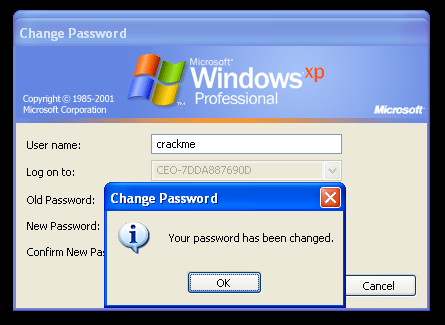 Change Password
Microsoft®
Windows xp
Professional
Copyright © 1985-2001
Microsoft Corporation
Microsoft
User name:
crackme
Log on to:
CEO-7DDA887690D
Old Password:
New Password:
Confirm New Pas
Change Password
Your password has been changed.
OK
Cancel